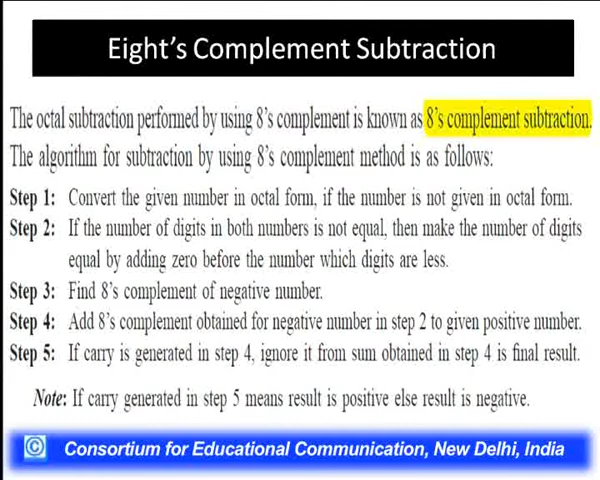 Eight's Complement Subtraction
The octal subtraction performed by using 8's complement is known as 8's complement subtraction.
The algorithm for subtraction by using 8's complement method is as follows:
Step 1: Convert the given number in octal form, if the number is not given in octal form.
Step 2: If the number of digits in both numbers is not equal, then make the number of digits
equal by adding zero before the number which digits are less.
Step 3: Find 8's complement of negative number.
Step 4: Add 8's complement obtained for negative number in step 2 to given positive number.
Step 5: If carry is generated in step 4, ignore it from sum obtained in step 4 is final result.
Note: If carry generated in step 5 means result is positive else result is negative.
© Consortium for Educational Communication, New Delhi, India